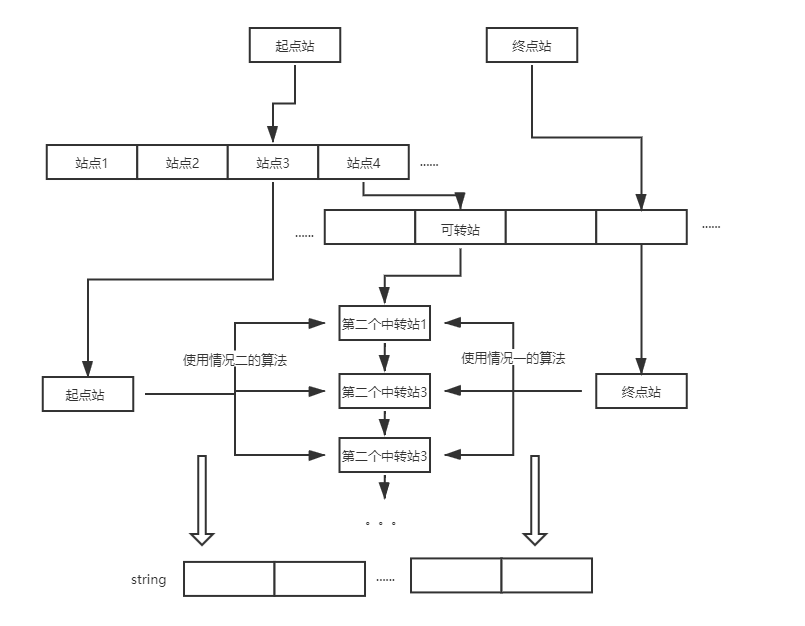 起点站
终点站
站点1 站点2 站点3 站点4 ......
...... 可转站 ......
第二个中转站1
使用情况二的算法 使用情况一的算法
起点站 第二个中转站3 终点站
第二个中转站3
。。。
string ......